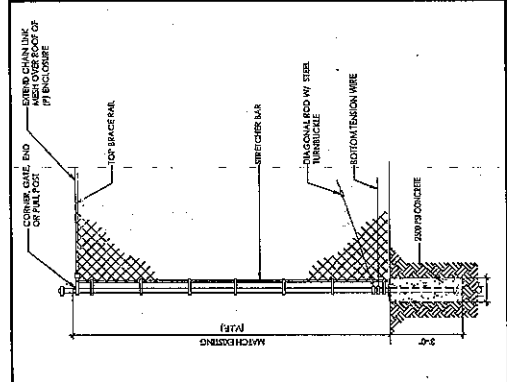 CORNER, GATE, END
OR PULL POST
EXTEND CHAIN LINK
MESH OVER ROOF OF
(P) ENCLOSURE
TOP BRACE RAIL
STRETCHER BAR
DIAGONAL ROD W/ STEEL
TURNBUCKLE
BOTTOM TENSION WIRE
2500 PSI CONCRETE
MATCH EXISTING
(V.I.F.)
3'-0"